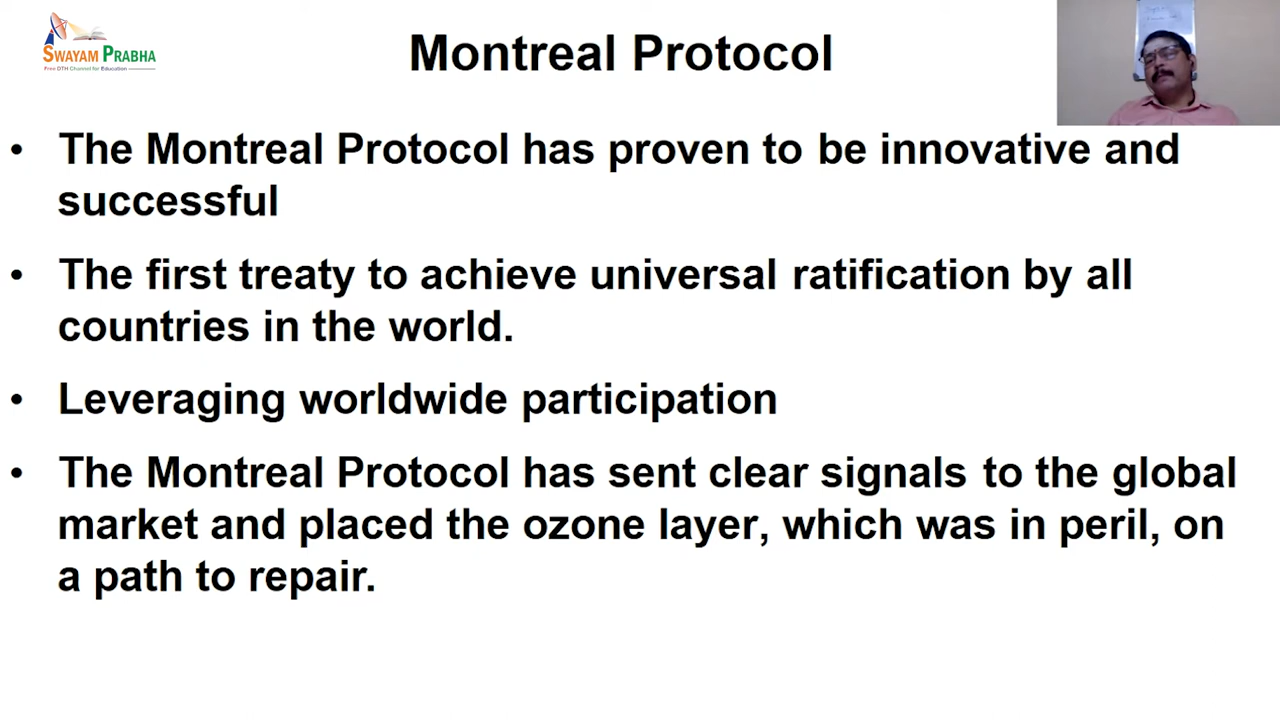 SWAYAM PRABHA
Free DTH Channel for Education
Montreal Protocol
• The Montreal Protocol has proven to be innovative and
successful
• The first treaty to achieve universal ratification by all
countries in the world.
• Leveraging worldwide participation
• The Montreal Protocol has sent clear signals to the global
market and placed the ozone layer, which was in peril, on
a path to repair.